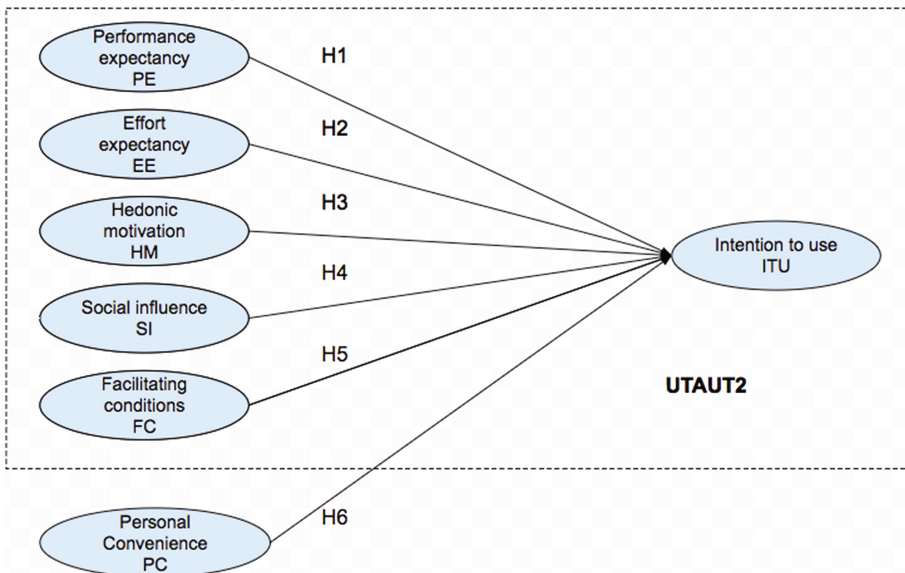 Performance
expectancy
PE
H1
Effort
expectancy
EE
H2
Hedonic
motivation
HM
H3
Intention to use
ITU
Social influence
SI
H4
Facilitating
conditions
FC
H5
UTAUT2
Personal
Convenience
PC
H6